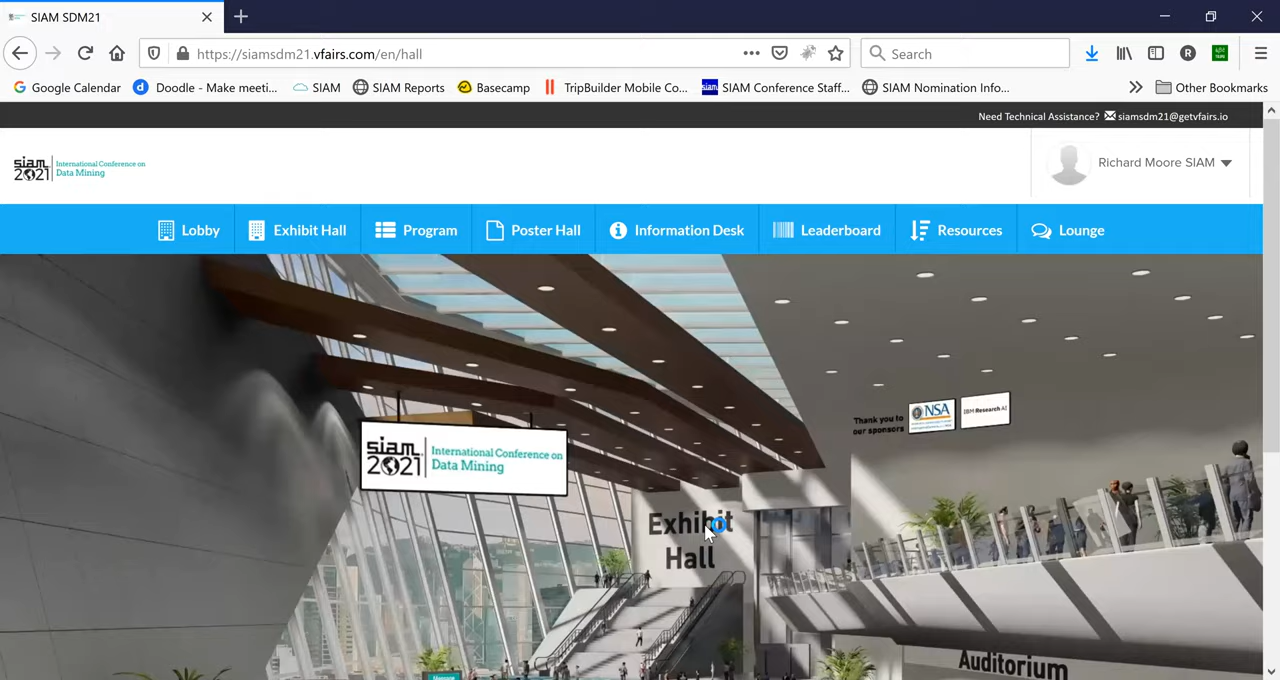 SIAM SDM21
https://siamsdm21.vfairs.com/en/hall
Search
Google Calendar
Doodle - Make meeti...
SIAM
SIAM Reports
Basecamp
TripBuilder Mobile Co...
SIAM Conference Staff...
SIAM Nomination Info...
Other Bookmarks
Need Technical Assistance? siamsdm21@getvfairs.io
siam 2021 International Conference on
Data Mining
Richard Moore SIAM
Lobby
Exhibit Hall
Program
Poster Hall
Information Desk
Leaderboard
Resources
Lounge
Thank you to
our sponsors
NSA
IBM Research AI
siam 2021 International Conference on
Data Mining
Exhibit
Hall
Auditorium